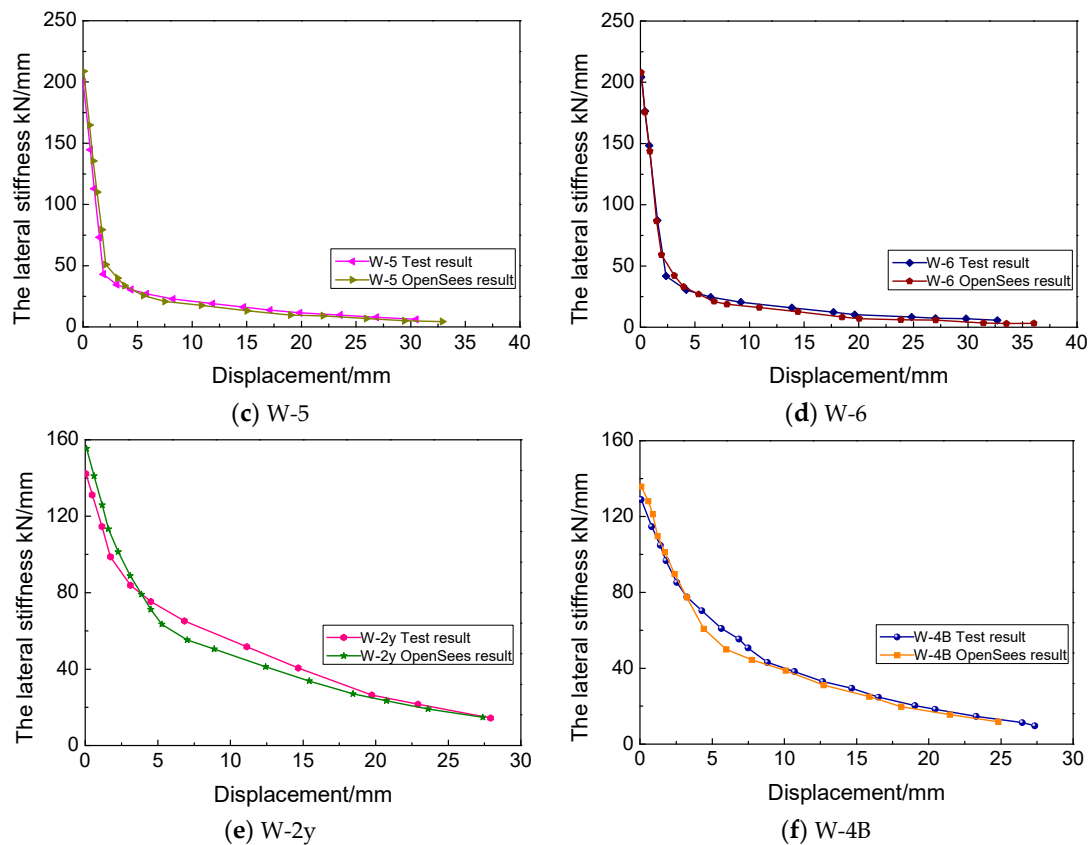 250
200
150
100
50
0
The lateral stiffness kN/mm
W-5 Test result
W-5 OpenSees result
0 5 10 15 20 25 30 35 40
Displacement/mm
(c) W-5
250
200
150
100
50
0
The lateral stiffness kN/mm
W-6 Test result
W-6 OpenSees result
0 5 10 15 20 25 30 35 40
Displacement/mm
(d) W-6
160
120
80
40
0
The lateral stiffness kN/mm
W-2y Test result
W-2y OpenSees result
0 5 10 15 20 25 30
Displacement/mm
(e) W-2y
160
120
80
40
0
The lateral stiffness kN/mm
W-4B Test result
W-4B OpenSees result
0 5 10 15 20 25 30
Displacement/mm
(f) W-4B